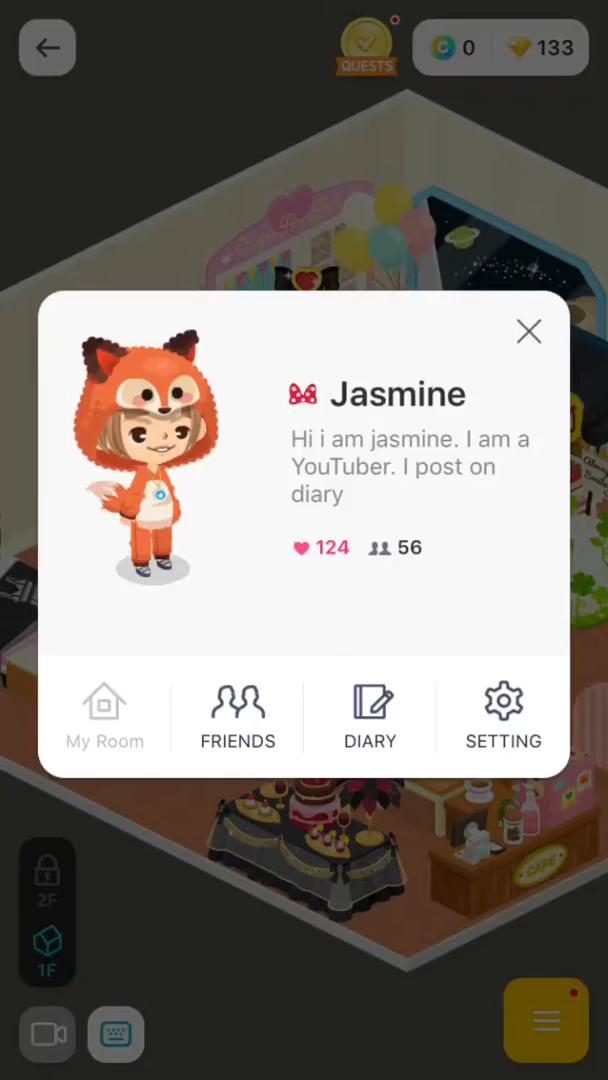 QUESTS
C 0
133
Jasmine
Hi i am jasmine. I am a
YouTuber. I post on
diary
124
56
My Room
FRIENDS
DIARY
SETTING
CAFE
2F
1F